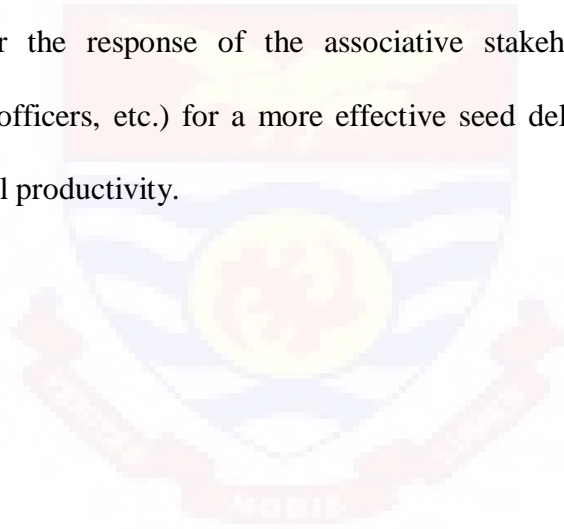 r the response of the associative stakeh
officers, etc.) for a more effective seed del
l productivity.